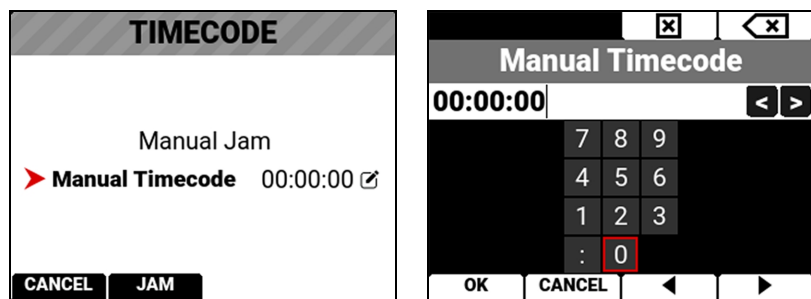 TIMECODE
Manual Jam
Manual Timecode 00:00:00
CANCEL JAM
Manual Timecode
00:00:00 < >
7 8 9
4 5 6
1 2 3
: 0
OK CANCEL